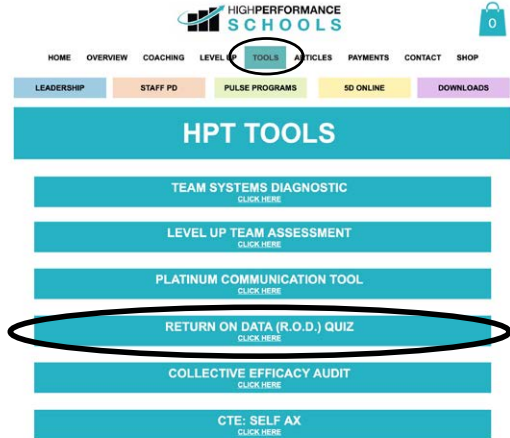 HIGHPERFORMANCE
SCHOOLS
0
HOME OVERVIEW COACHING LEVEL UP TOOLS ARTICLES PAYMENTS CONTACT SHOP
LEADERSHIP STAFF PD PULSE PROGRAMS 5D ONLINE DOWNLOADS
HPT TOOLS
TEAM SYSTEMS DIAGNOSTIC
CLICK HERE
LEVEL UP TEAM ASSESSMENT
CLICK HERE
PLATINUM COMMUNICATION TOOL
CLICK HERE
RETURN ON DATA (R.O.D.) QUIZ
CLICK HERE
COLLECTIVE EFFICACY AUDIT
CLICK HERE
CTE: SELF AX
CLICK HERE